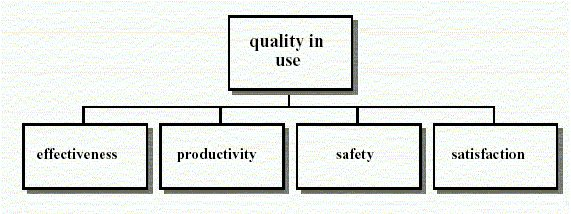 quality in
use
effectiveness
productivity
safety
satisfaction